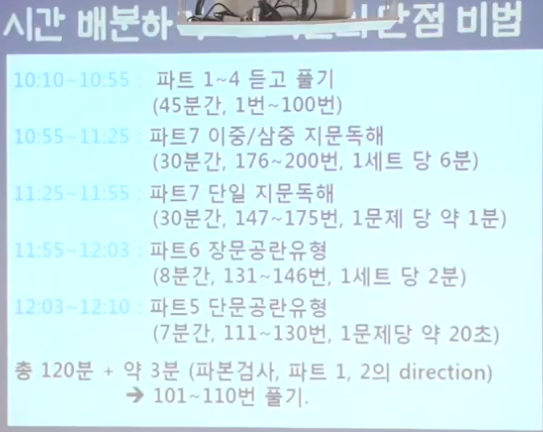 시간 배분하 단점 비법
10:10~10:55 : 파트 1~4 듣고 풀기
(45분간, 1번~100번)
10:55~11:25 : 파트7 이중/삼중 지문독해
(30분간, 176~200번, 1세트 당 6분)
11:25~11:55 : 파트7 단일 지문독해
(30분간, 147~175번, 1문제 당 약 1분)
11:55~12:03 : 파트6 장문공란유형
(8분간, 131~146번, 1세트 당 2분)
12:03~12:10 : 파트5 단문공란유형
(7분간, 111~130번, 1문제당 약 20초)
총 120분 + 약 3분 (파본검사, 파트 1, 2의 direction)
➔ 101~110번 풀기.